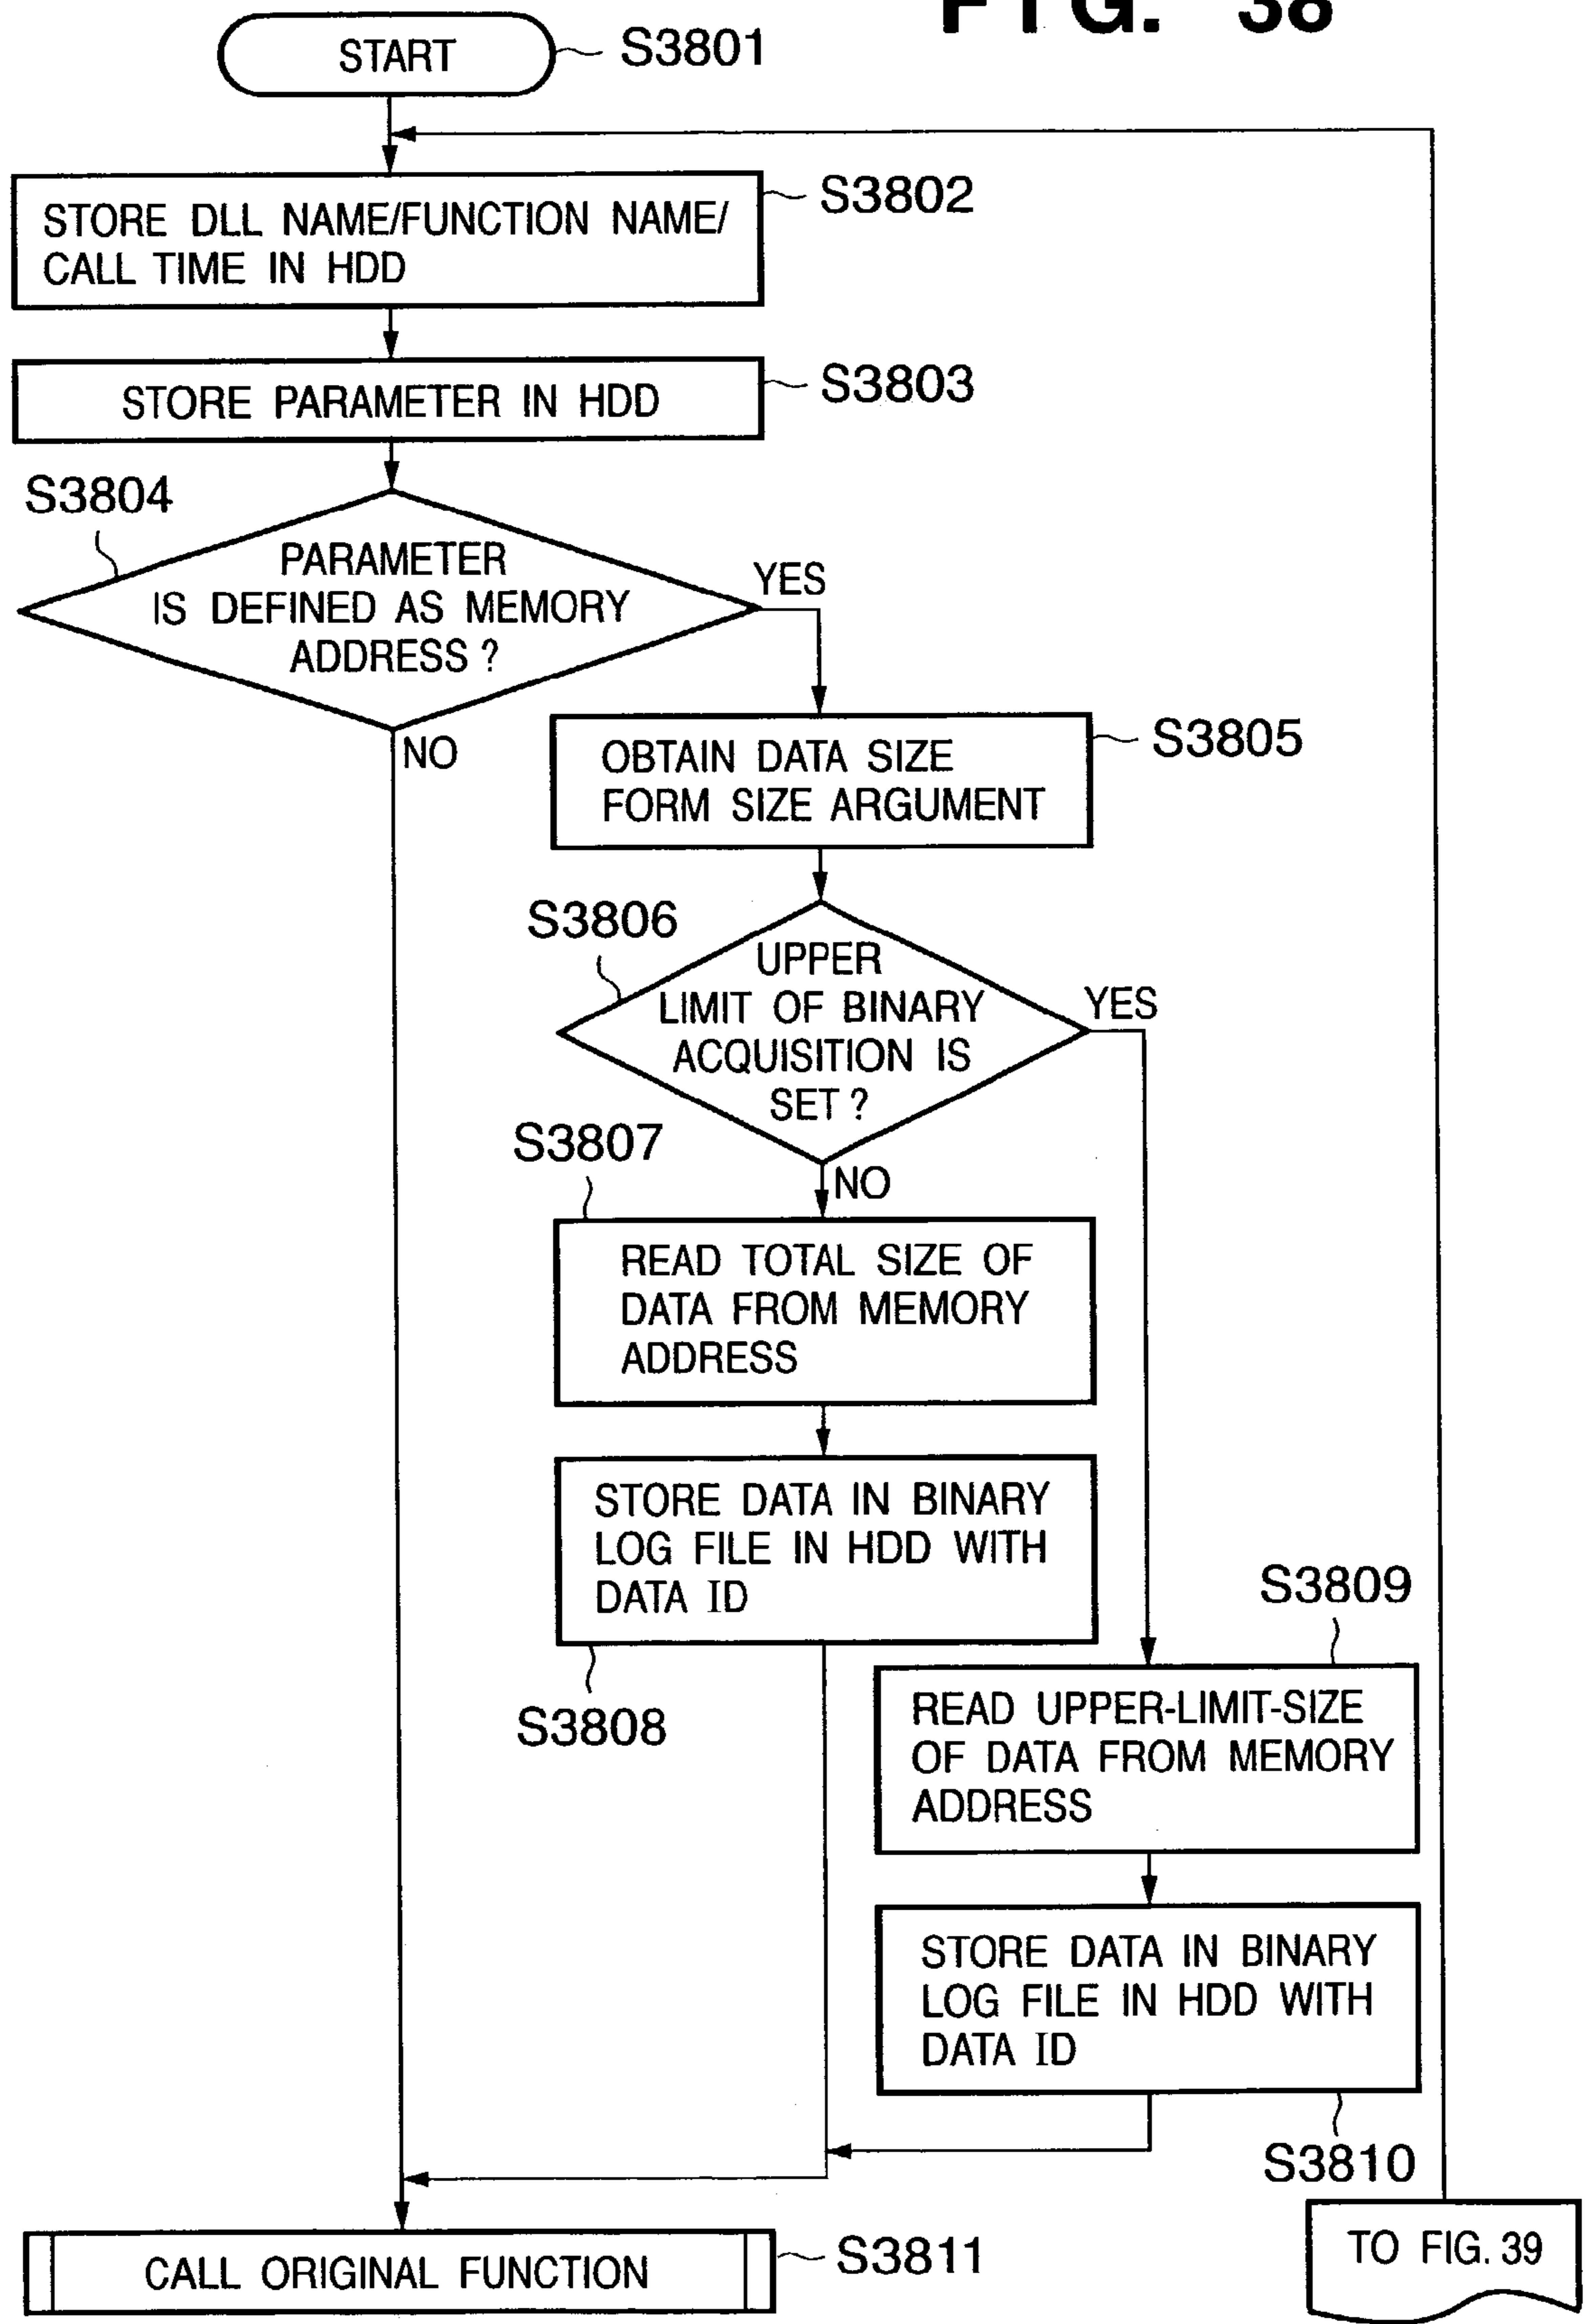 FIG. 38
START
S3801
STORE DLL NAME/FUNCTION NAME/
CALL TIME IN HDD
S3802
STORE PARAMETER IN HDD
S3803
S3804
PARAMETER
IS DEFINED AS MEMORY
ADDRESS ?
YES
NO
OBTAIN DATA SIZE
FORM SIZE ARGUMENT
S3805
S3806
UPPER
LIMIT OF BINARY
ACQUISITION IS
SET ?
YES
NO
S3807
READ TOTAL SIZE OF
DATA FROM MEMORY
ADDRESS
STORE DATA IN BINARY
LOG FILE IN HDD WITH
DATA ID
S3808
S3809
READ UPPER-LIMIT-SIZE
OF DATA FROM MEMORY
ADDRESS
STORE DATA IN BINARY
LOG FILE IN HDD WITH
DATA ID
S3810
CALL ORIGINAL FUNCTION
S3811
TO FIG. 39